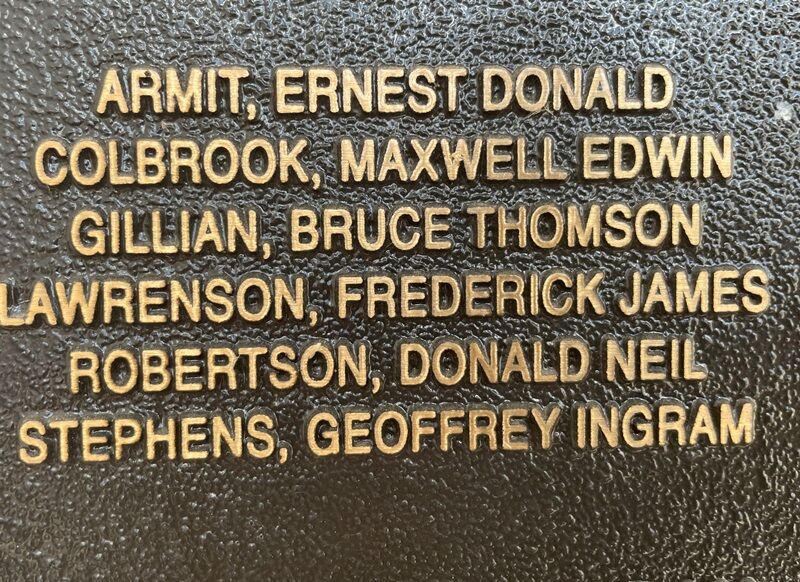 ARMIT, ERNEST DONALD
COLBROOK, MAXWELL EDWIN
GILLIAN, BRUCE THOMSON
LAWRENSON, FREDERICK JAMES
ROBERTSON, DONALD NEIL
STEPHENS, GEOFFREY INGRAM